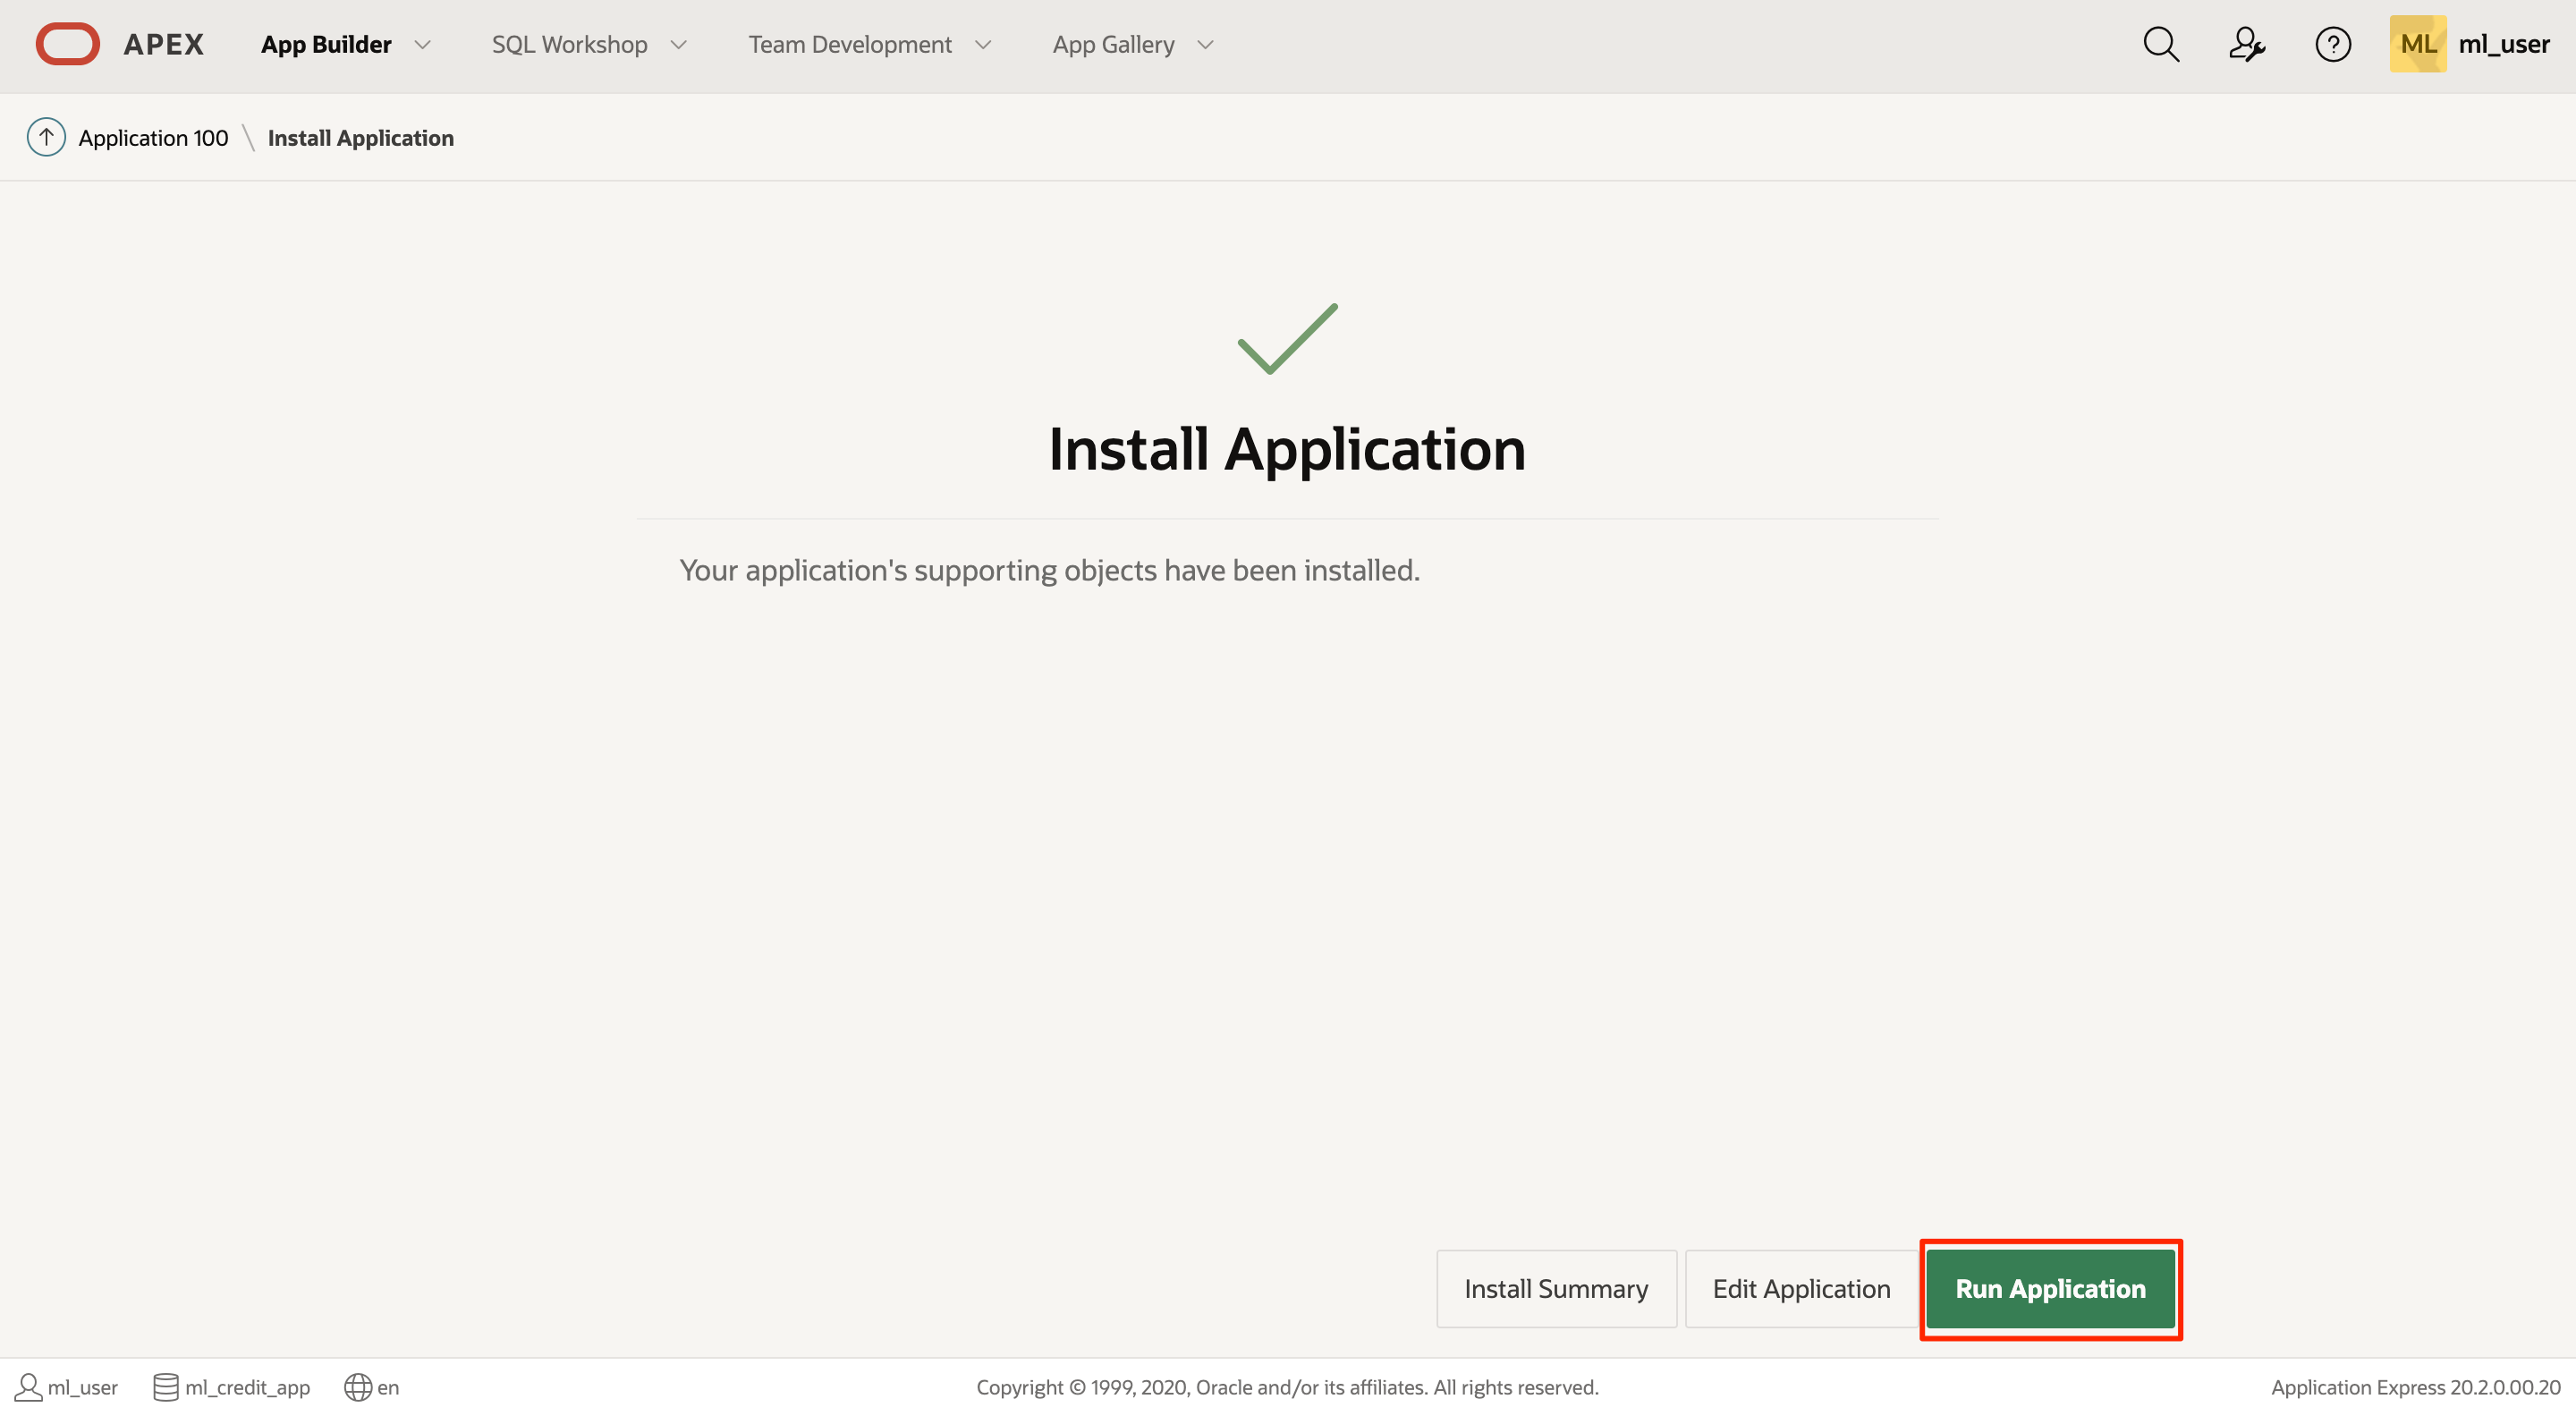 APEX App Builder SQL Workshop Team Development App Gallery ? ML ml_user
Application 100 \ Install Application
Install Application
Your application's supporting objects have been installed.
Install Summary Edit Application Run Application
ml_user ml_credit_app en Copyright © 1999, 2020, Oracle and/or its affiliates. All rights reserved. Application Express 20.2.0.00.20